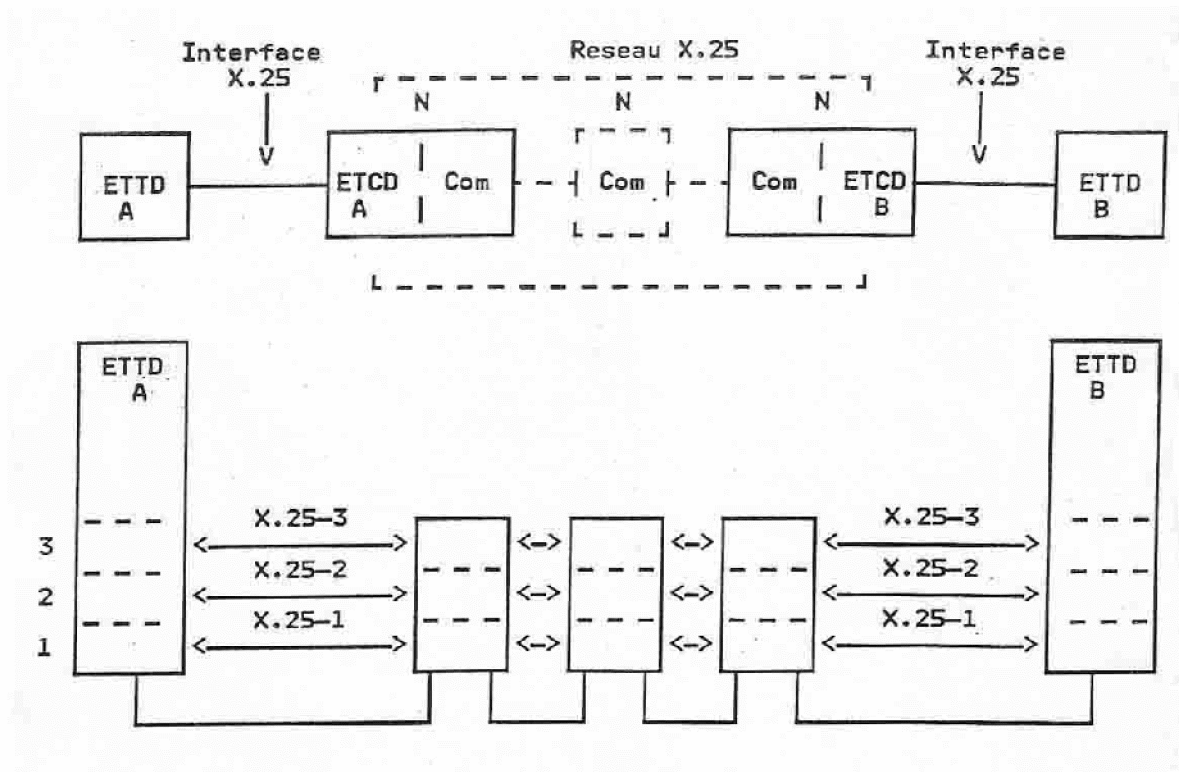 Interface
X.25
Reseau X.25
Interface
X.25
N N N
ETTD
A
ETCD
A
Com
Com
Com
ETCD
B
ETTD
B
ETTD
A
ETTD
B
X.25-3 X.25-3
3
X.25-2 X.25-2
2
X.25-1 X.25-1
1